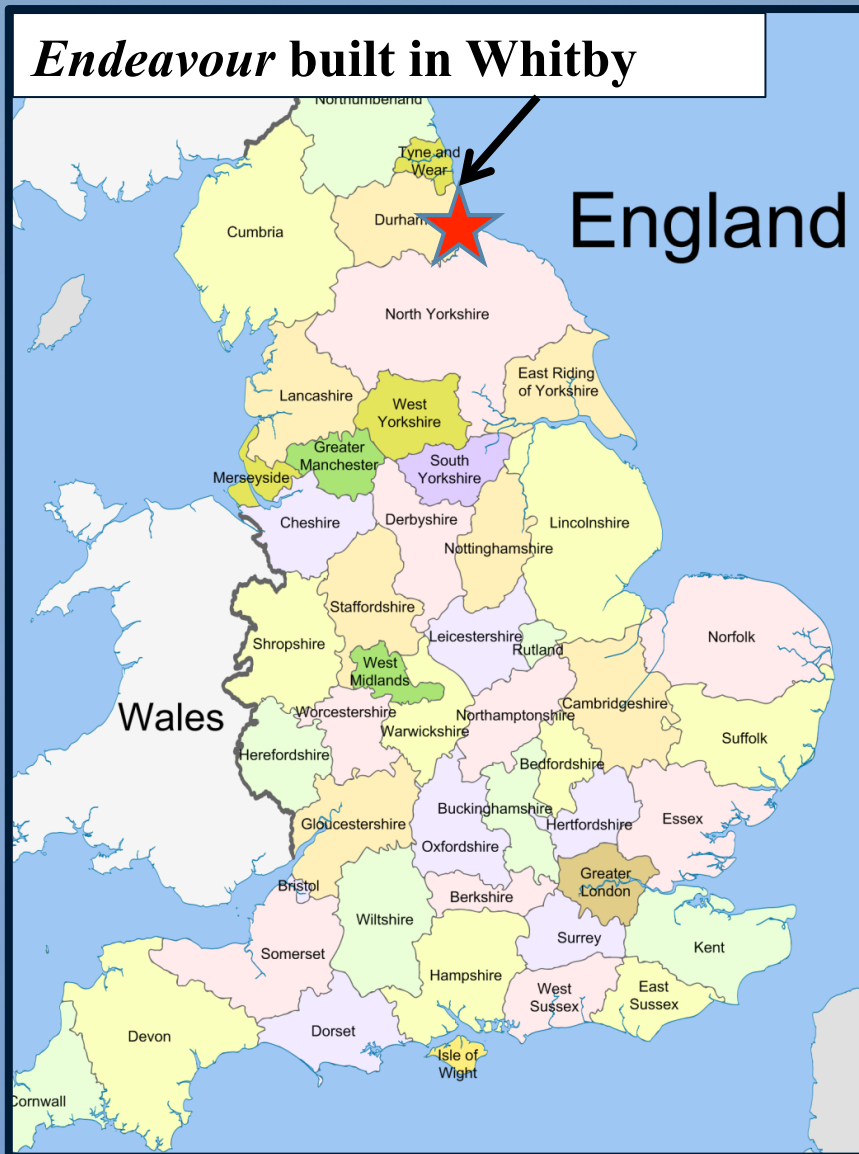 Endeavour built in Whitby
Northumberland
Tyne and
Wear
England
Durham
Cumbria
North Yorkshire
East Riding
of Yorkshire
Lancashire
West
Yorkshire
Greater
Manchester
South
Yorkshire
Merseyside
Cheshire
Derbyshire
Lincolnshire
Nottinghamshire
Staffordshire
Leicestershire
Norfolk
Shropshire
Rutland
West
Midlands
Cambridgeshire
Wales
Worcestershire
Northamptonshire
Warwickshire
Suffolk
Herefordshire
Bedfordshire
Buckinghamshire
Essex
Gloucestershire
Hertfordshire
Oxfordshire
Greater
London
Bristol
Berkshire
Wiltshire
Surrey
Kent
Somerset
Hampshire
West
Sussex
East
Sussex
Dorset
Devon
Isle of
Wight
Cornwall